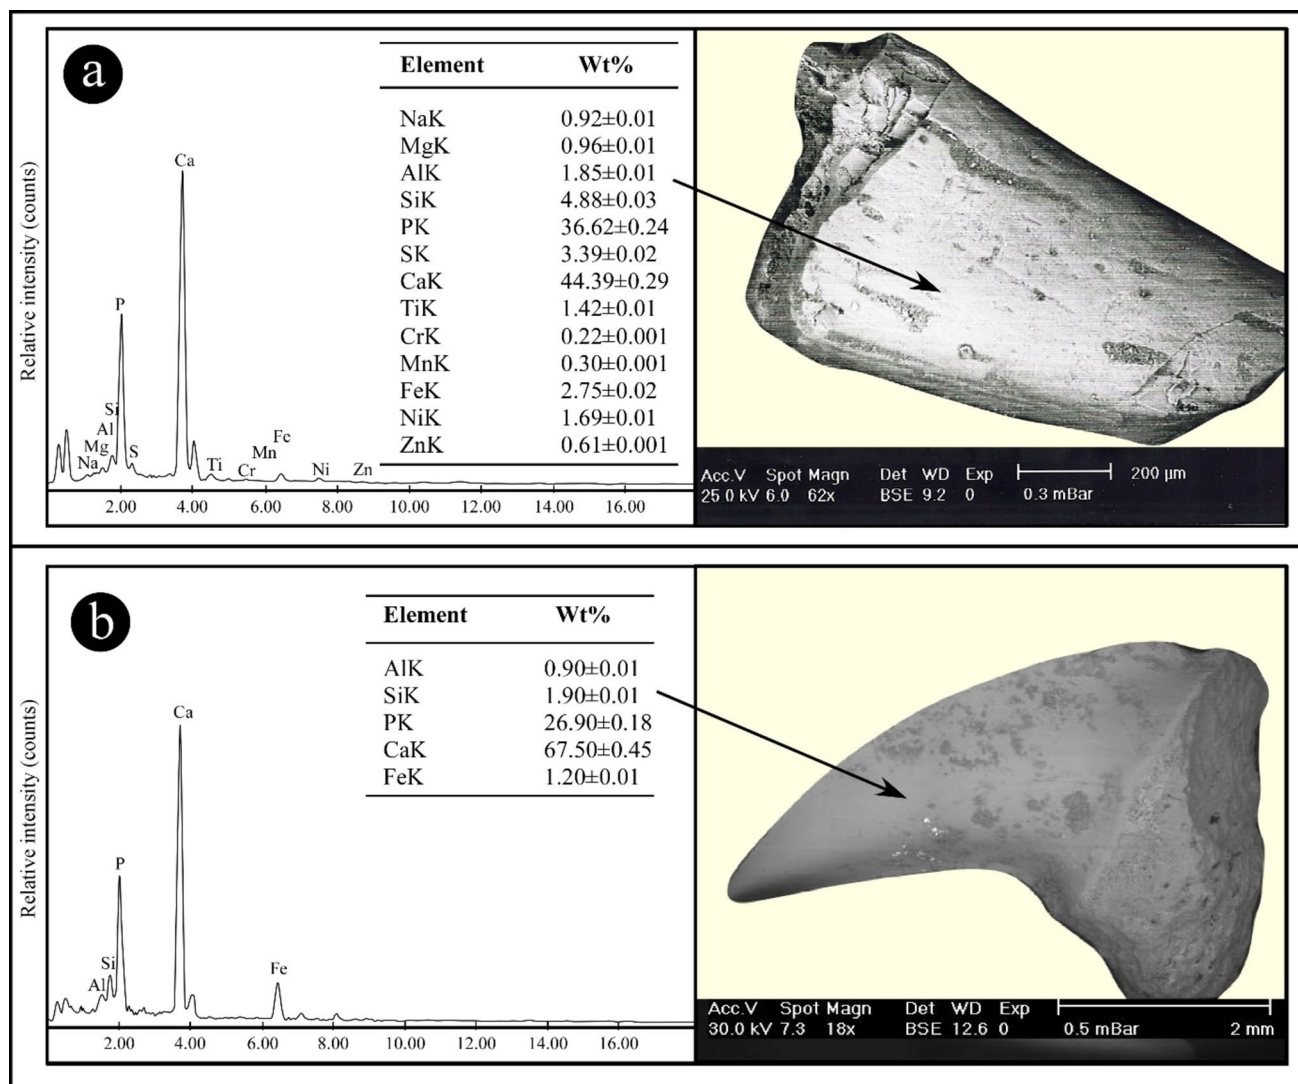 a
Element Wt%
NaK 0.92±0.01
MgK 0.96±0.01
AlK 1.85±0.01
SiK 4.88±0.03
PK 36.62±0.24
SK 3.39±0.02
CaK 44.39±0.29
TiK 1.42±0.01
CrK 0.22±0.001
MnK 0.30±0.001
FeK 2.75±0.02
NiK 1.69±0.01
ZnK 0.61±0.001
Relative intensity (counts)
Ca
P
Si
Al
Mg
Na
S
Ti
Cr
Mn
Fe
Ni
Zn
2.00 4.00 6.00 8.00 10.00 12.00 14.00 16.00
Acc.V Spot Magn Det WD Exp 200 µm
25.0 kV 6.0 62x BSE 9.2 0 0.3 mBar
b
Element Wt%
AlK 0.90±0.01
SiK 1.90±0.01
PK 26.90±0.18
CaK 67.50±0.45
FeK 1.20±0.01
Relative intensity (counts)
Ca
P
Si
Al
Fe
2.00 4.00 6.00 8.00 10.00 12.00 14.00 16.00
Acc.V Spot Magn Det WD Exp
30.0 kV 7.3 18x BSE 12.6 0 0.5 mBar 2 mm